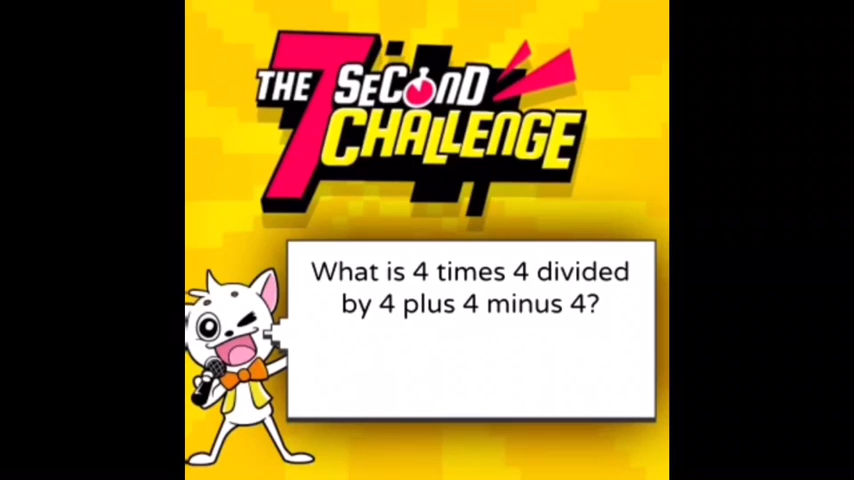 THE 7 SECOND
CHALLENGE
What is 4 times 4 divided
by 4 plus 4 minus 4?